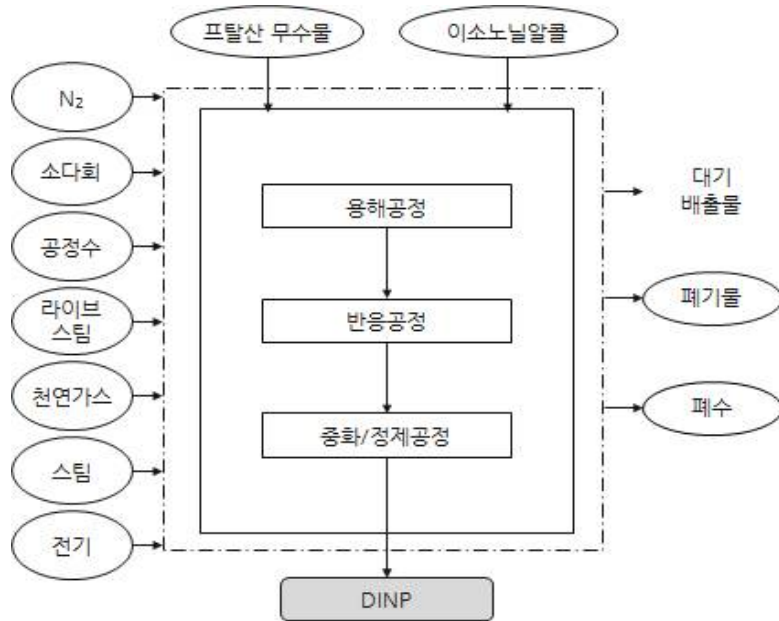 프탈산 무수물
이소노닐알콜
N₂
소다회
공정수
라이브
스팀
천연가스
스팀
전기
용해공정
반응공정
중화/정제공정
대기
배출물
폐기물
폐수
DINP